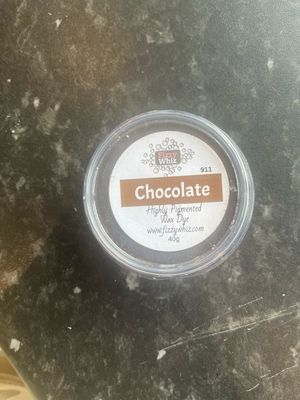 Fizzy
Whiz
911
Chocolate
Highly Pigmented
Wax Dye
www.fizzywhiz.com
40g